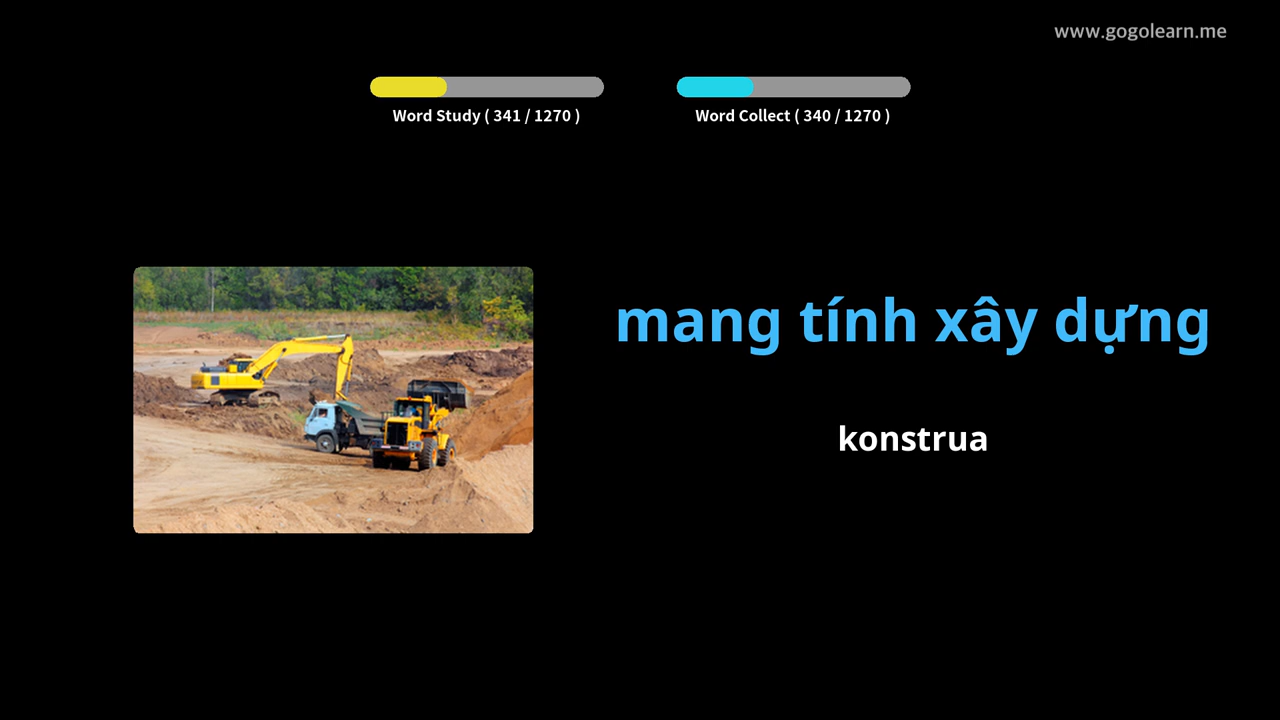 www.gogolearn.me
Word Study ( 341 / 1270 )
Word Collect ( 340 / 1270 )
mang tính xây dựng
konstrua